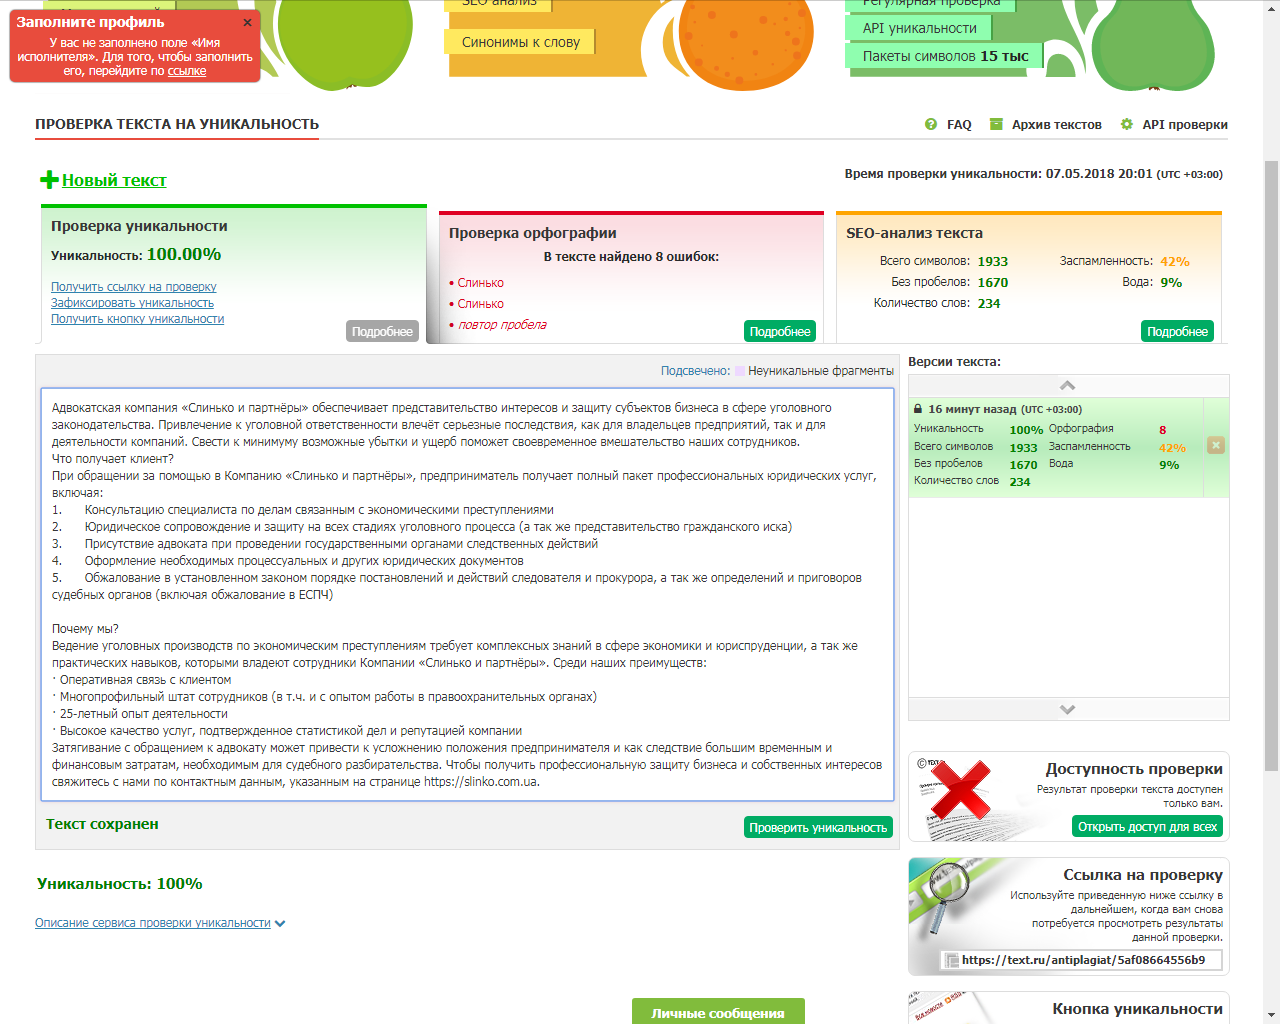 SEO анализ
Синонимы к слову
Регулярная проверка
API уникальности
Пакеты символов 15 тыс
Заполните профиль ×
У вас не заполнено поле «Имя
исполнителя». Для того, чтобы заполнить
его, перейдите по ссылке
ПРОВЕРКА ТЕКСТА НА УНИКАЛЬНОСТЬ
FAQ Архив текстов API проверки
Новый текст
Время проверки уникальности: 07.05.2018 20:01 (UTC +03:00)
Проверка уникальности
Уникальность: 100.00%
Получить ссылку на проверку
Зафиксировать уникальность
Получить кнопку уникальности
Подробнее
Проверка орфографии
В тексте найдено 8 ошибок:
• Слинько
• Слинько
• повтор пробела
Подробнее
SEO-анализ текста
Всего символов: 1933 Заспамленность: 42%
Без пробелов: 1670 Вода: 9%
Количество слов: 234
Подробнее
Подсвечено: Неуникальные фрагменты
Адвокатская компания «Слинько и партнёры» обеспечивает представительство интересов и защиту субъектов бизнеса в сфере уголовного
законодательства. Привлечение к уголовной ответственности влечёт серьезные последствия, как для владельцев предприятий, так и для
деятельности компаний. Свести к минимуму возможные убытки и ущерб поможет своевременное вмешательство наших сотрудников.
Что получает клиент?
При обращении за помощью в Компанию «Слинько и партнёры», предприниматель получает полный пакет профессиональных юридических услуг,
включая:
1. Консультацию специалиста по делам связанным с экономическими преступлениями
2. Юридическое сопровождение и защиту на всех стадиях уголовного процесса (а так же представительство гражданского иска)
3. Присутствие адвоката при проведении государственными органами следственных действий
4. Оформление необходимых процессуальных и других юридических документов
5. Обжалование в установленном законом порядке постановлений и действий следователя и прокурора, а так же определений и приговоров
судебных органов (включая обжалование в ЕСПЧ)
Почему мы?
Ведение уголовных производств по экономическим преступлениям требует комплексных знаний в сфере экономики и юриспруденции, а так же
практических навыков, которыми владеют сотрудники Компании «Слинько и партнёры». Среди наших преимуществ:
· Оперативная связь с клиентом
· Многопрофильный штат сотрудников (в т.ч. и с опытом работы в правоохранительных органах)
· 25-летный опыт деятельности
· Высокое качество услуг, подтвержденное статистикой дел и репутацией компании
Затягивание с обращением к адвокату может привести к усложнению положения предпринимателя и как следствие большим временным и
финансовым затратам, необходимым для судебного разбирательства. Чтобы получить профессиональную защиту бизнеса и собственных интересов
свяжитесь с нами по контактным данным, указанным на странице https://slinko.com.ua.
Текст сохранен
Проверить уникальность
Уникальность: 100%
Описание сервиса проверки уникальности
Личные сообщения
Версии текста:
16 минут назад (UTC +03:00)
Уникальность 100% Орфография 8
Всего символов 1933 Заспамленность 42%
Без пробелов 1670 Вода 9%
Количество слов 234
Доступность проверки
Результат проверки текста доступен
только вам.
Открыть доступ для всех
Ссылка на проверку
Используйте приведенную ниже ссылку в
дальнейшем, когда вам снова
потребуется просмотреть результаты
данной проверки.
https://text.ru/antiplagiat/5af08664556b9
Кнопка уникальности